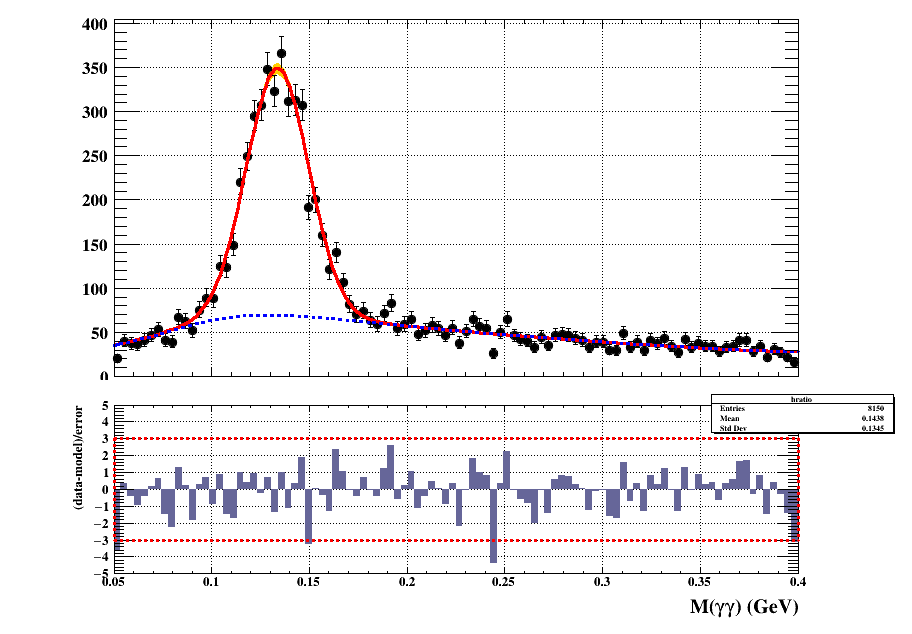 400
350
300
250
200
150
100
50
0
hratio
Entries 8150
Mean 0.1438
Std Dev 0.1345
(data-model)/error
5
4
3
2
1
0
−1
−2
−3
−4
−5
0.05 0.1 0.15 0.2 0.25 0.3 0.35 0.4
M(γγ) (GeV)